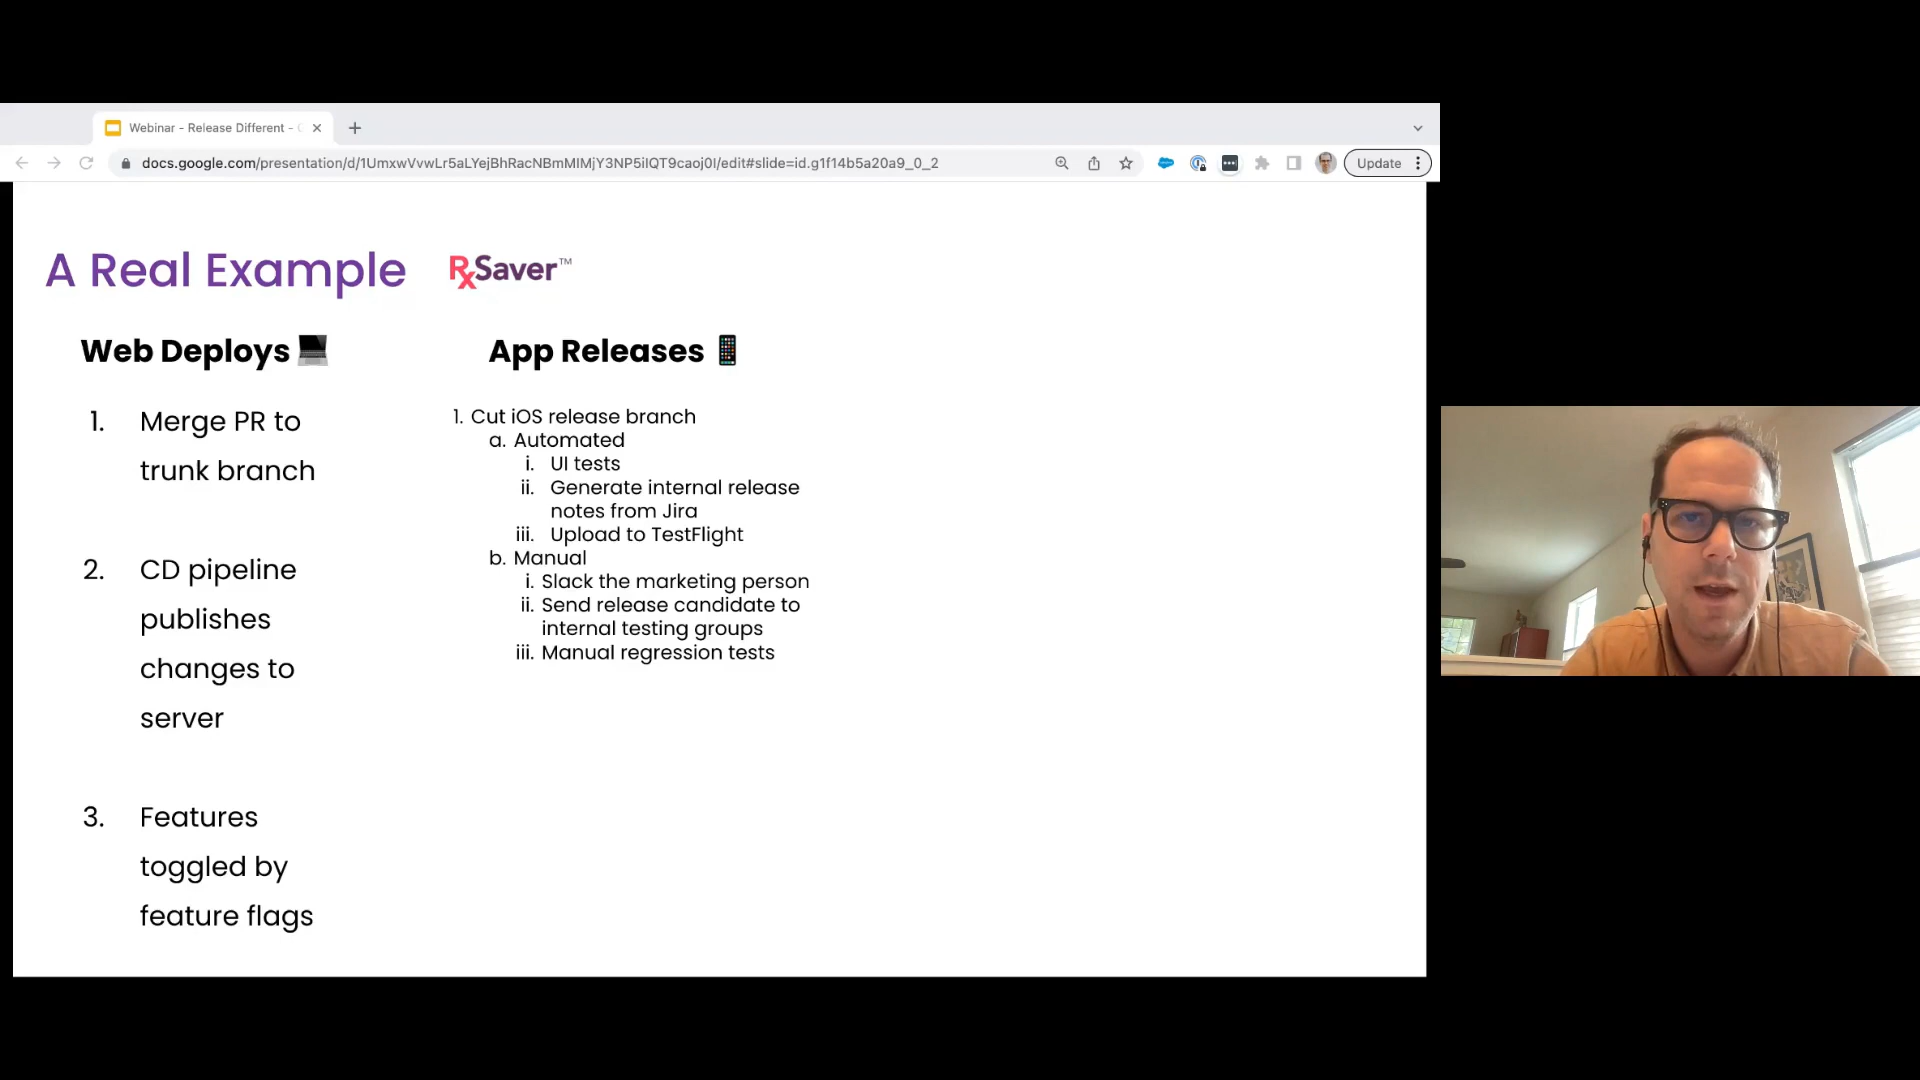 Webinar - Release Different -
docs.google.com/presentation/d/1UmxwVvwLr5aLYejBhRacNBmMIMjY3NP5iIQT9caoj0I/edit#slide=id.g1f14b5a20a9_0_2
Update
A Real Example
RxSaver™
Web Deploys
1. Merge PR to
trunk branch
2. CD pipeline
publishes
changes to
server
3. Features
toggled by
feature flags
App Releases
1. Cut iOS release branch
a. Automated
i. UI tests
ii. Generate internal release
notes from Jira
iii. Upload to TestFlight
b. Manual
i. Slack the marketing person
ii. Send release candidate to
internal testing groups
iii. Manual regression tests